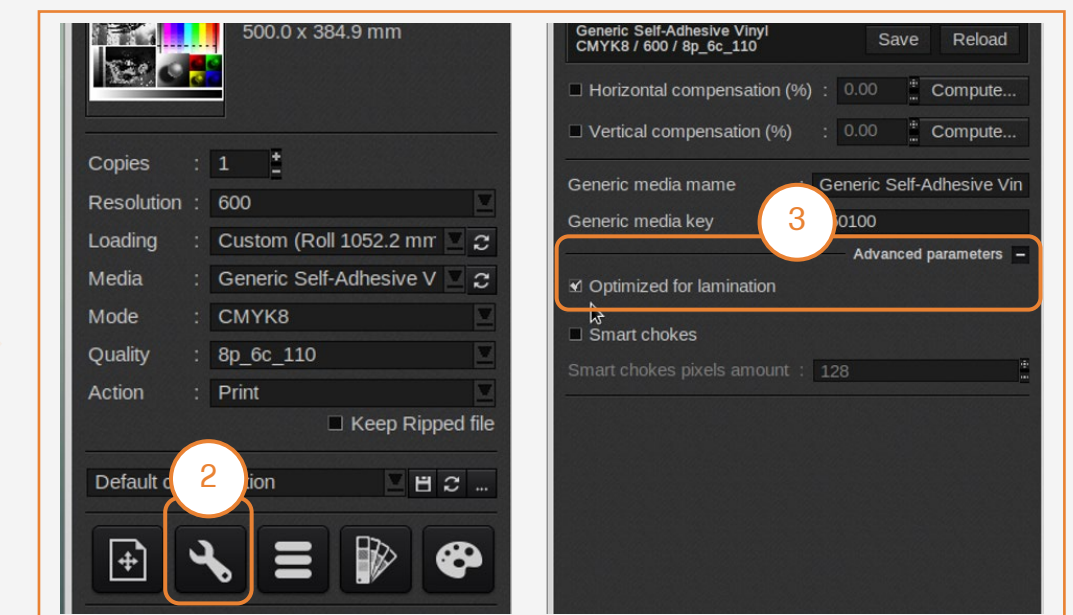 500.0 x 384.9 mm
Copies : 1
Resolution : 600
Loading : Custom (Roll 1052.2 mm
Media : Generic Self-Adhesive V
Mode : CMYK8
Quality : 8p_6c_110
Action : Print
Keep Ripped file
Default
2
...
Generic Self-Adhesive Vinyl
CMYK8 / 600 / 8p_6c_110
Save Reload
Horizontal compensation (%) : 0.00 Compute...
Vertical compensation (%) : 0.00 Compute...
Generic media mame : Generic Self-Adhesive Vin
Generic media key 0100
3
Advanced parameters
Optimized for lamination
Smart chokes
Smart chokes pixels amount : 128